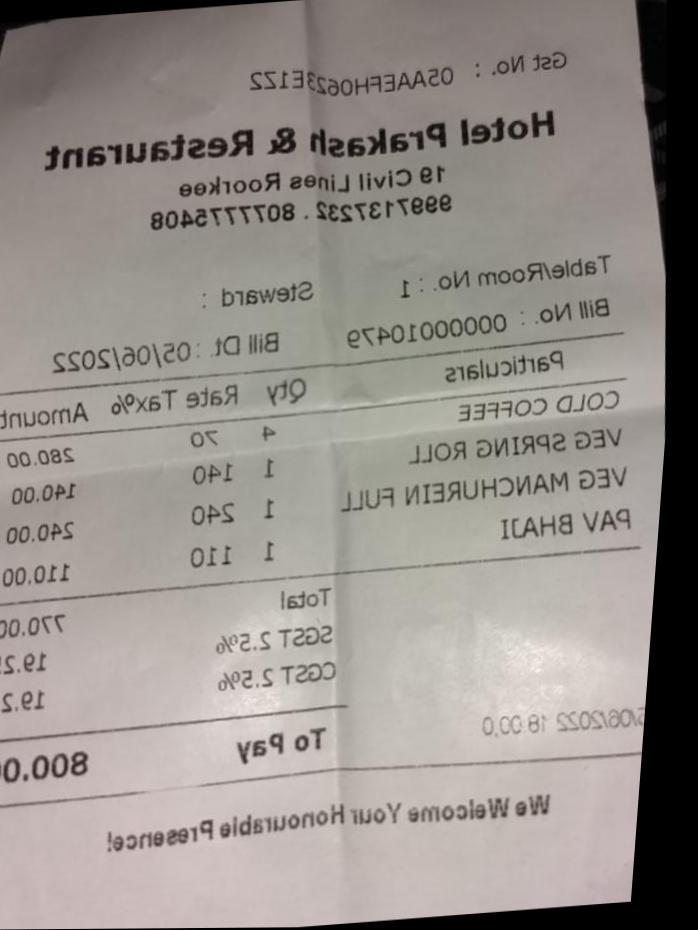 Gst No. : 05AAEFH0623E1Z2
Hotel Prakash & Restaurant
19 Civil Lines Roorkee
9997137232 . 8077775408
Table/Room No. : 1 Steward :
Bill No. : 0000010479 Bill Dt. : 05/06/2022
Particulars Qty Rate Tax% Amount
COLD COFFEE 4 70 280.00
VEG SPRING ROLL 1 140 140.00
VEG MANCHUREIN FULL 1 240 240.00
PAV BHAJI 1 110 110.00
Total 770.00
SGST 2.5% 19.2
CGST 2.5% 19.2
5/06/2022 18:00:0
To Pay 800.00
We Welcome Your Honourable Presence!